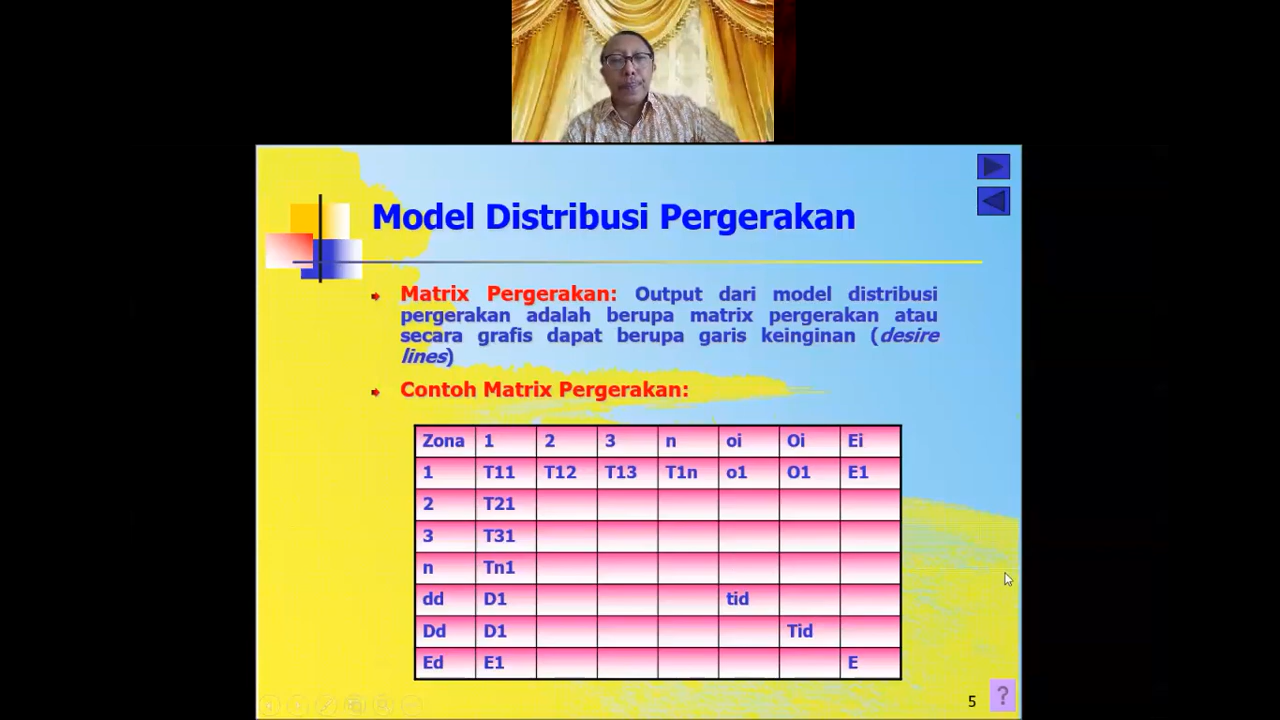 Model Distribusi Pergerakan
Matrix Pergerakan: Output dari model distribusi
pergerakan adalah berupa matrix pergerakan atau
secara grafis dapat berupa garis keinginan (desire
lines)
Contoh Matrix Pergerakan:
Zona 1 2 3 n oi Oi Ei
1 T11 T12 T13 T1n o1 O1 E1
2 T21
3 T31
n Tn1
dd D1 tid
Dd D1 Tid
Ed E1 E
5 ?